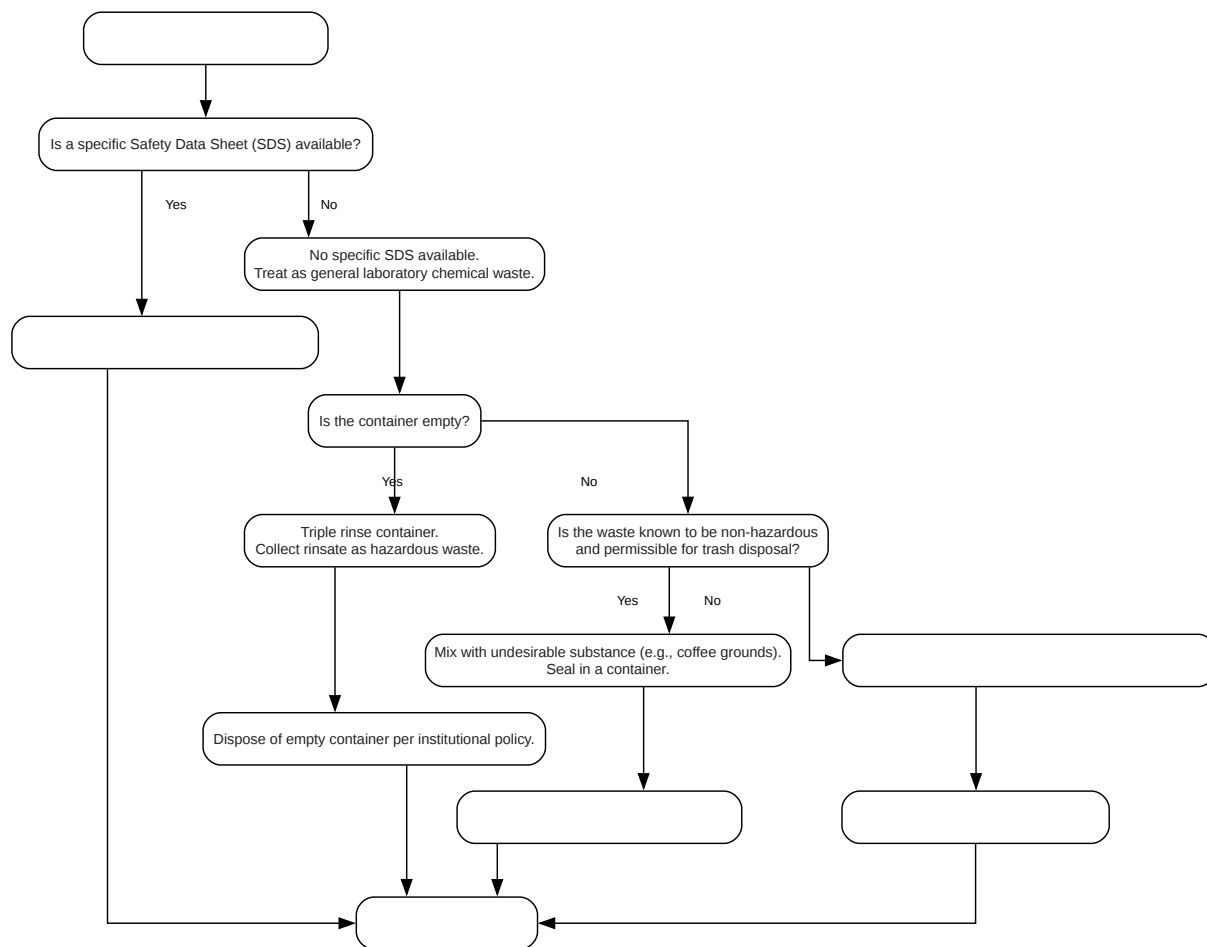 Is a specific Safety Data Sheet (SDS) available?
Yes
No
No specific SDS available.
Treat as general laboratory chemical waste.
Is the container empty?
Yes
No
Triple rinse container.
Collect rinsate as hazardous waste.
Is the waste known to be non-hazardous
and permissible for trash disposal?
Yes
No
Mix with undesirable substance (e.g., coffee grounds).
Seal in a container.
Dispose of empty container per institutional policy.